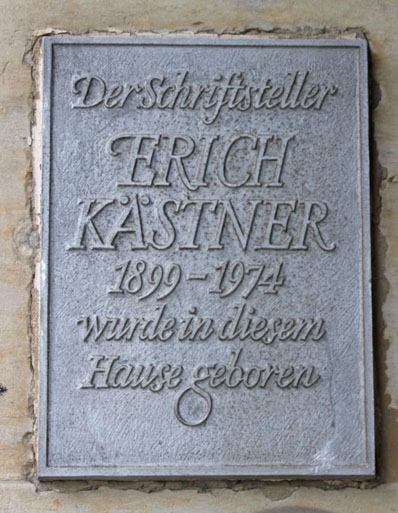 Der Schriftsteller
ERICH
KÄSTNER
1899 – 1974
wurde in diesem
Hause geboren